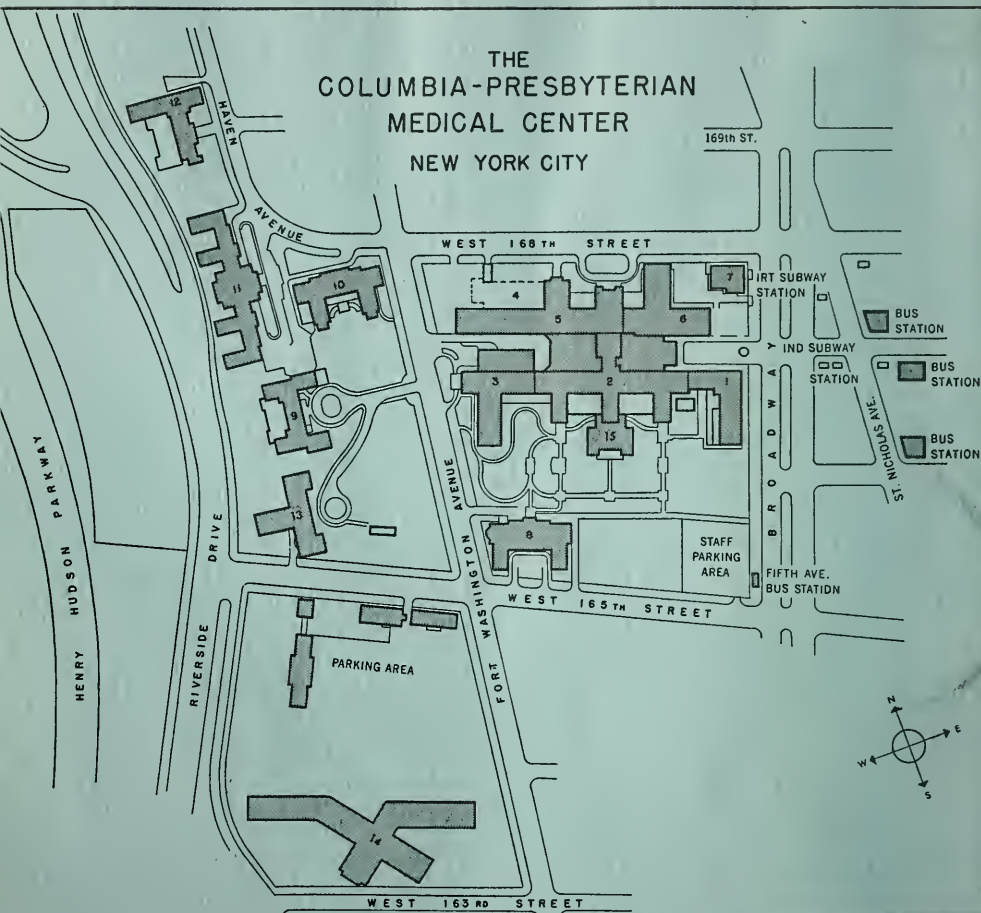 THE
COLUMBIA-PRESBYTERIAN
MEDICAL CENTER
NEW YORK CITY
169th ST.
12
HAVEN
AVENUE
WEST 168TH STREET
11
10
4
5
6
7
IRT SUBWAY
STATION
BUS
STATION
IND SUBWAY
STATION
BUS
STATION
BUS
STATION
ST. NICHOLAS AVE.
BROADWAY
3
2
1
9
15
13
8
STAFF
PARKING
AREA
FIFTH AVE.
BUS STATION
WEST 165TH STREET
FORT WASHINGTON AVENUE
HENRY HUDSON PARKWAY
RIVERSIDE DRIVE
PARKING AREA
N
E
W
S
14
WEST 163RD STREET